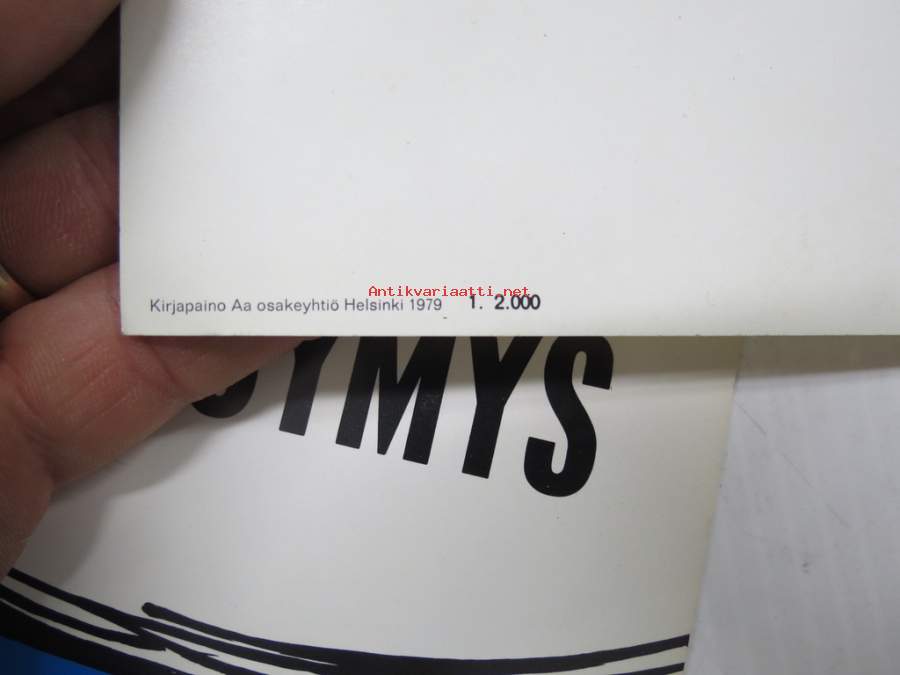 Antikvariaatti.net
Kirjapaino Aa osakeyhtiö Helsinki 1979 1. 2.000
YMYS